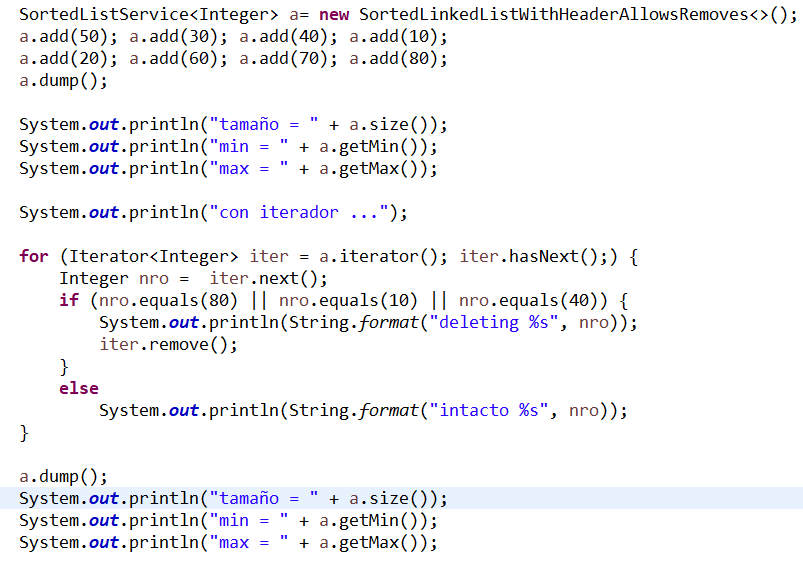 SortedListService<Integer> a= new SortedLinkedListWithHeaderAllowsRemoves<>();
a.add(50); a.add(30); a.add(40); a.add(10);
a.add(20); a.add(60); a.add(70); a.add(80);
a.dump();
System.out.println("tamaño = " + a.size());
System.out.println("min = " + a.getMin());
System.out.println("max = " + a.getMax());
System.out.println("con iterador ...");
for (Iterator<Integer> iter = a.iterator(); iter.hasNext();) {
Integer nro =  iter.next();
if (nro.equals(80) || nro.equals(10) || nro.equals(40)) {
System.out.println(String.format("deleting %s", nro));
iter.remove();
}
else
System.out.println(String.format("intacto %s", nro));
}
a.dump();
System.out.println("tamaño = " + a.size());
System.out.println("min = " + a.getMin());
System.out.println("max = " + a.getMax());